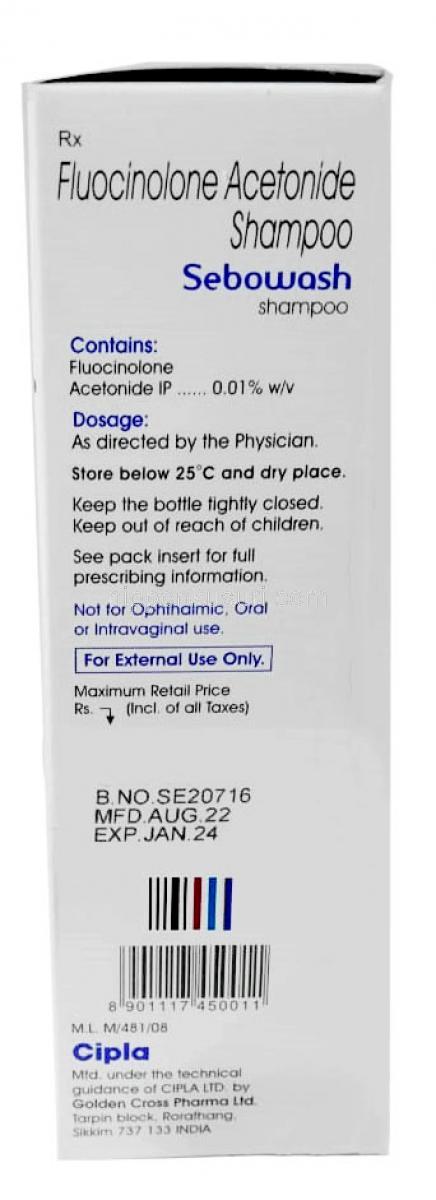 Rx
Fluocinolone Acetonide
Shampoo
Sebowash
shampoo
Contains:
Fluocinolone
Acetonide IP ...... 0.01% w/v
Dosage:
As directed by the Physician.
Store below 25°C and dry place.
Keep the bottle tightly closed.
Keep out of reach of children.
See pack insert for full
prescribing information.
Not for Ophthalmic, Oral
or Intravaginal use.
For External Use Only.
Maximum Retail Price
Rs. (Incl. of all Taxes)
B.NO.SE20716
MFD.AUG.22
EXP.JAN.24
8 901117 450011
M.L. M/481/08
Cipla
Mfd. under the technical
guidance of CIPLA LTD. by
Golden Cross Pharma Ltd.
Tarpin block, Rorathang,
Sikkim 737 133 INDIA